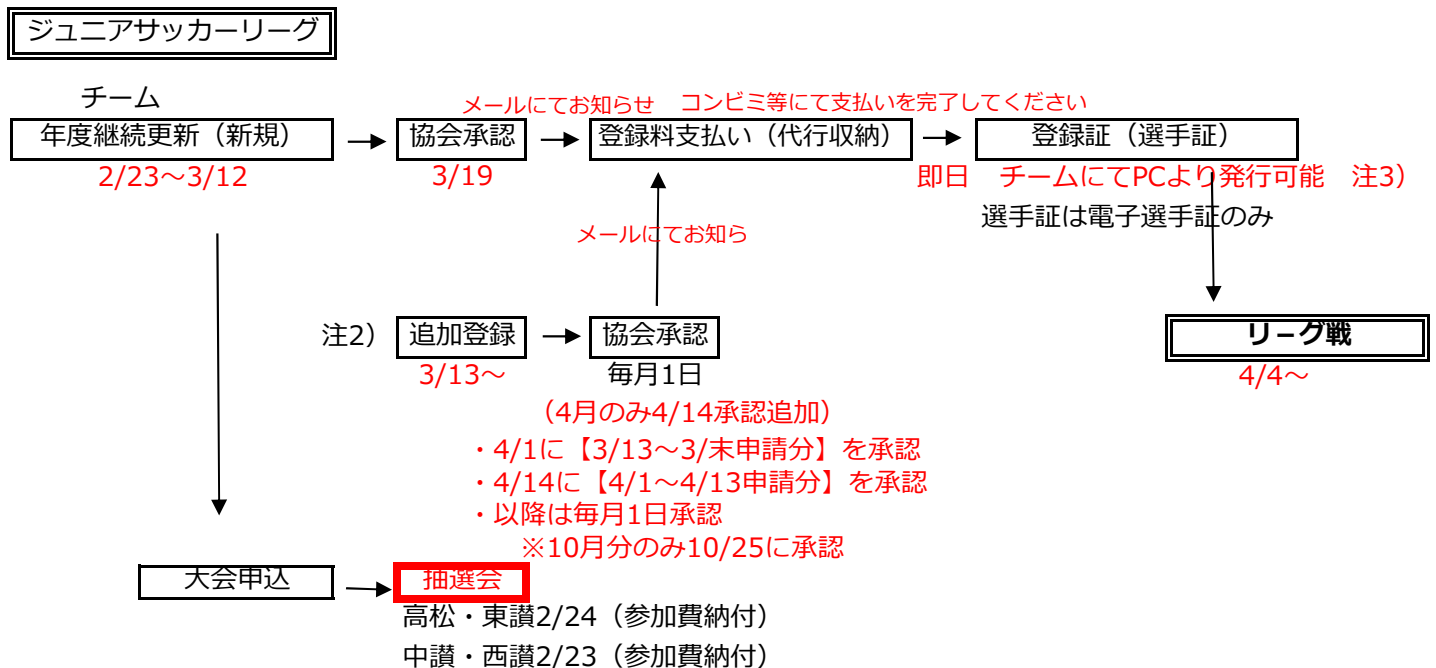 ジュニアサッカーリーグ
チーム
メールにてお知らせ コンビミ等にて支払いを完了してください
年度継続更新（新規） 協会承認 登録料支払い（代行収納） 登録証（選手証）
2/23～3/12 3/19 即日 チームにてPCより発行可能 注3）
選手証は電子選手証のみ
メールにてお知ら
注2） 追加登録 協会承認 リーグ戦
3/13～ 毎月1日 4/4～
（4月のみ4/14承認追加）
・4/1に【3/13～3/末申請分】を承認
・4/14に【4/1～4/13申請分】を承認
・以降は毎月1日承認
※10月分のみ10/25に承認
大会申込 抽選会
高松・東讃2/24（参加費納付）
中讃・西讃2/23（参加費納付）